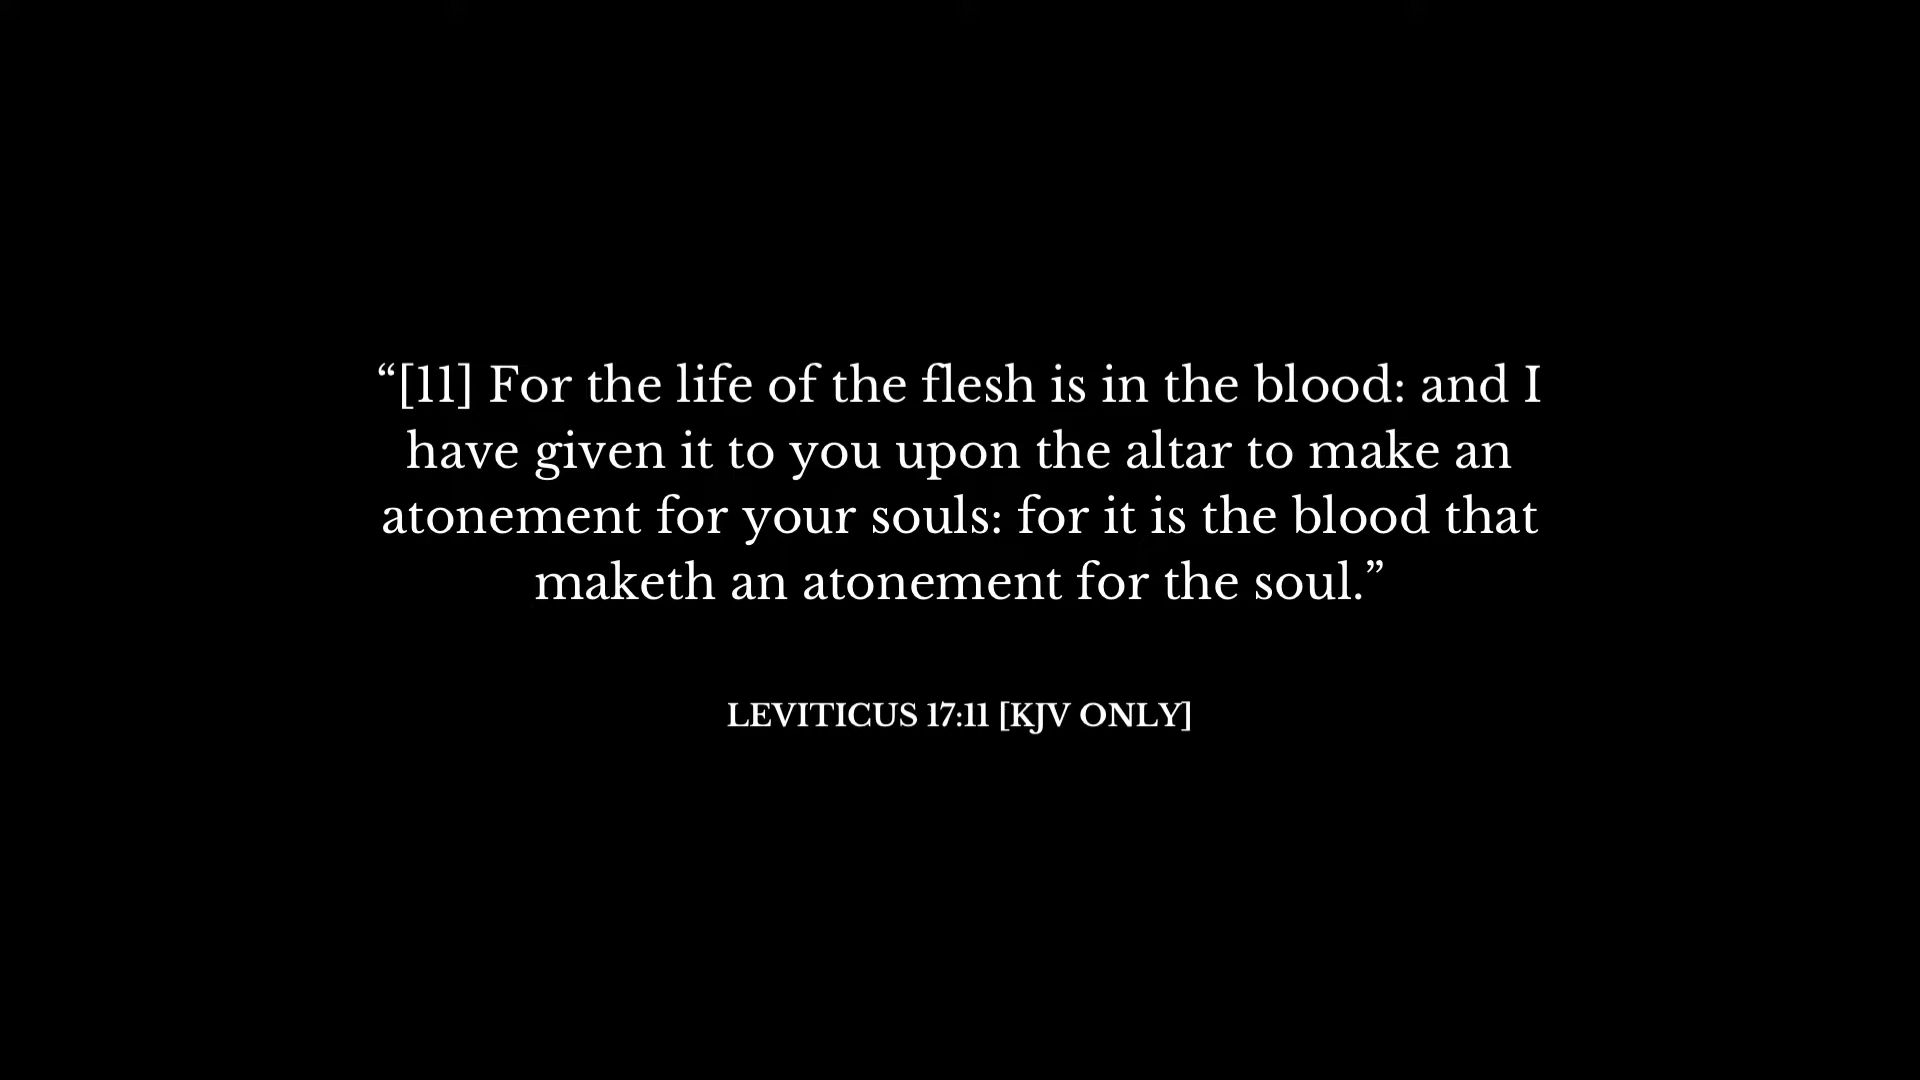 “[11] For the life of the flesh is in the blood: and I
have given it to you upon the altar to make an
atonement for your souls: for it is the blood that
maketh an atonement for the soul.”
LEVITICUS 17:11 [KJV ONLY]